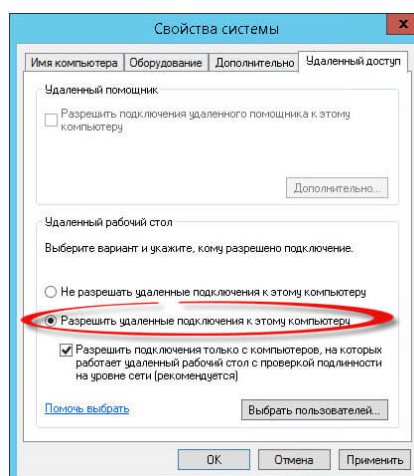 Свойства системы
x
Имя компьютера Оборудование Дополнительно Удаленный доступ
Удаленный помощник
Разрешить подключения удаленного помощника к этому
компьютеру
Дополнительно...
Удаленный рабочий стол
Выберите вариант и укажите, кому разрешено подключение.
Не разрешать удаленные подключения к этому компьютеру
Разрешить удаленные подключения к этому компьютеру
Разрешить подключения только с компьютеров, на которых
работает удаленный рабочий стол с проверкой подлинности
на уровне сети (рекомендуется)
Помочь выбрать Выбрать пользователей...
OK Отмена Применить